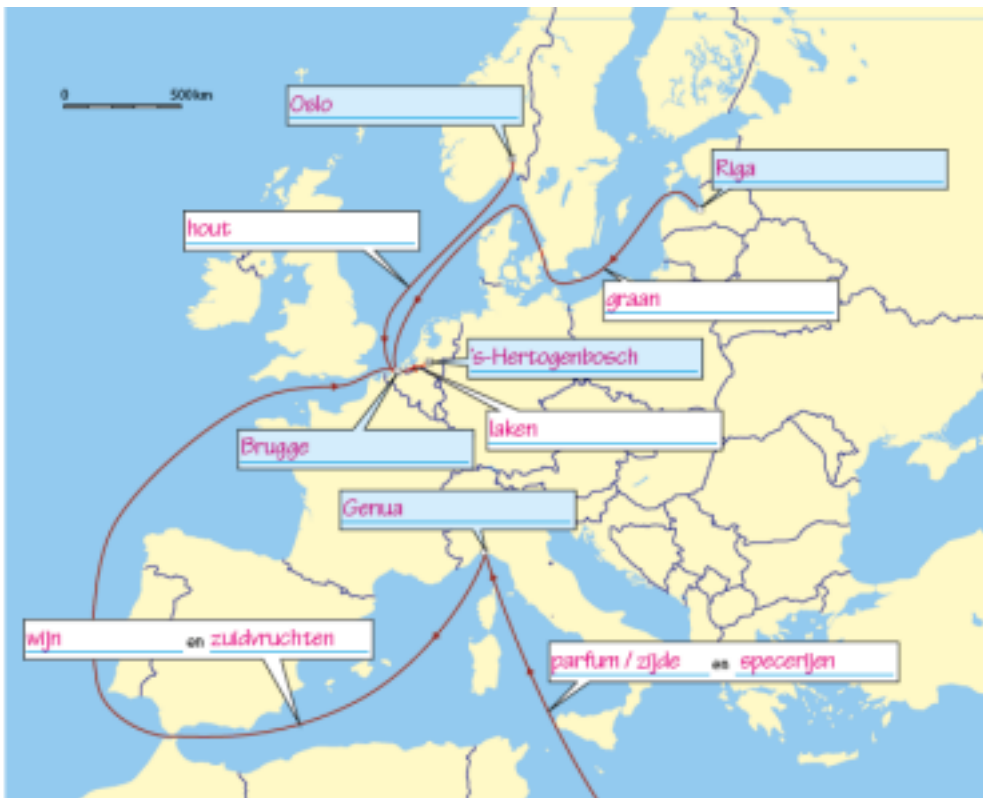 0 500km
Oslo
Riga
hout
graan
's-Hertogenbosch
laken
Brugge
Genua
wijn en zuidvruchten
parfum / zijde en specerijen